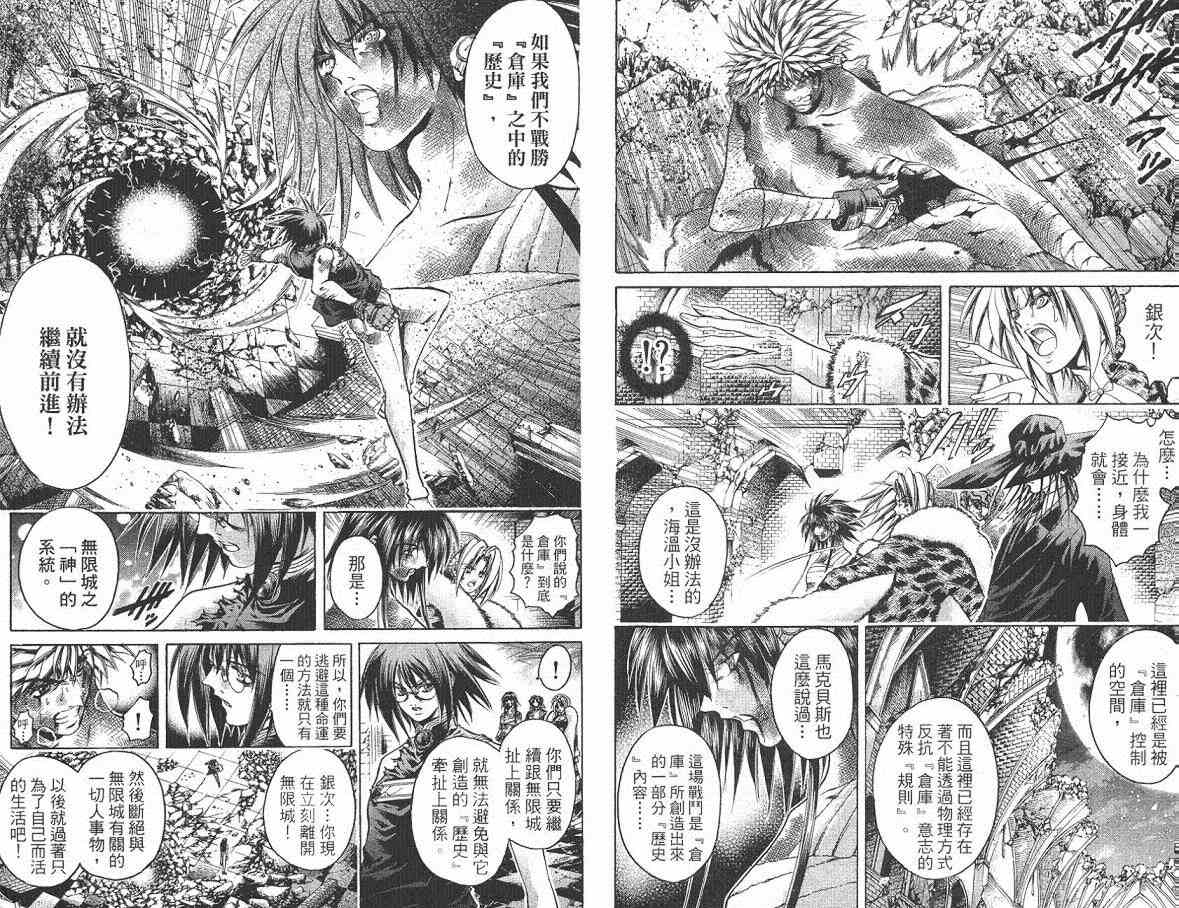 銀次！
!?
怎麼…
為什麼我一
接近，身體
就會……
這是沒辦法的
，海溫小姐…
這裡已經是被
『倉庫』控制
的空間，
而且這裡已經存在
著不能透過物理方式
反抗『倉庫』意志的
特殊『規則』。
馬克貝斯也
這麼說過…
這場戰鬥是『倉
庫』所創造出來
的一部分『歷史
』內容……
如果我們不戰勝
『倉庫』之中的
『歷史』，
就沒有辦法
繼續前進！
你們說的『
倉庫』到底
是什麼？
那是…
無限城之
「神」的
系統。
！
你們只要繼
續跟無限城
扯上關係，
就無法避免與它
創造的『歷史』
牽扯上關係。
所以，你們要
逃避這種命運
的方法就只有
一個……
！
呼…
呼
銀次…你現
在立刻離開
無限城！
然後斷絕與
無限城有關的
一切人事物，
以後就過著只
為了自己而活
的生活吧！